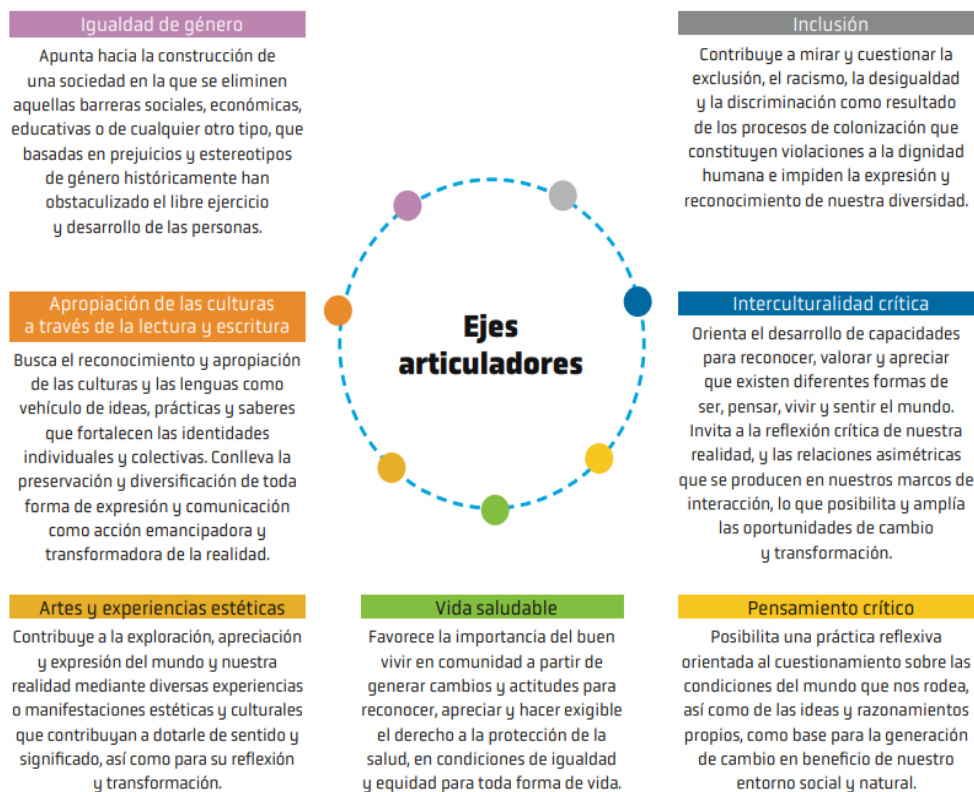 Igualdad de género
Apunta hacia la construcción de
una sociedad en la que se eliminen
aquellas barreras sociales, económicas,
educativas o de cualquier otro tipo, que
basadas en prejuicios y estereotipos
de género históricamente han
obstaculizado el libre ejercicio
y desarrollo de las personas.
Inclusión
Contribuye a mirar y cuestionar la
exclusión, el racismo, la desigualdad
y la discriminación como resultado
de los procesos de colonización que
constituyen violaciones a la dignidad
humana e impiden la expresión y
reconocimiento de nuestra diversidad.
Apropiación de las culturas
a través de la lectura y escritura
Busca el reconocimiento y apropiación
de las culturas y las lenguas como
vehículo de ideas, prácticas y saberes
que fortalecen las identidades
individuales y colectivas. Conlleva la
preservación y diversificación de toda
forma de expresión y comunicación
como acción emancipadora y
transformadora de la realidad.
Ejes
articuladores
Interculturalidad crítica
Orienta el desarrollo de capacidades
para reconocer, valorar y apreciar
que existen diferentes formas de
ser, pensar, vivir y sentir el mundo.
Invita a la reflexión crítica de nuestra
realidad, y las relaciones asimétricas
que se producen en nuestros marcos de
interacción, lo que posibilita y amplía
las oportunidades de cambio
y transformación.
Artes y experiencias estéticas
Contribuye a la exploración, apreciación
y expresión del mundo y nuestra
realidad mediante diversas experiencias
o manifestaciones estéticas y culturales
que contribuyan a dotarle de sentido y
significado, así como para su reflexión
y transformación.
Vida saludable
Favorece la importancia del buen
vivir en comunidad a partir de
generar cambios y actitudes para
reconocer, apreciar y hacer exigible
el derecho a la protección de la
salud, en condiciones de igualdad
y equidad para toda forma de vida.
Pensamiento crítico
Posibilita una práctica reflexiva
orientada al cuestionamiento sobre las
condiciones del mundo que nos rodea,
así como de las ideas y razonamientos
propios, como base para la generación
de cambio en beneficio de nuestro
entorno social y natural.